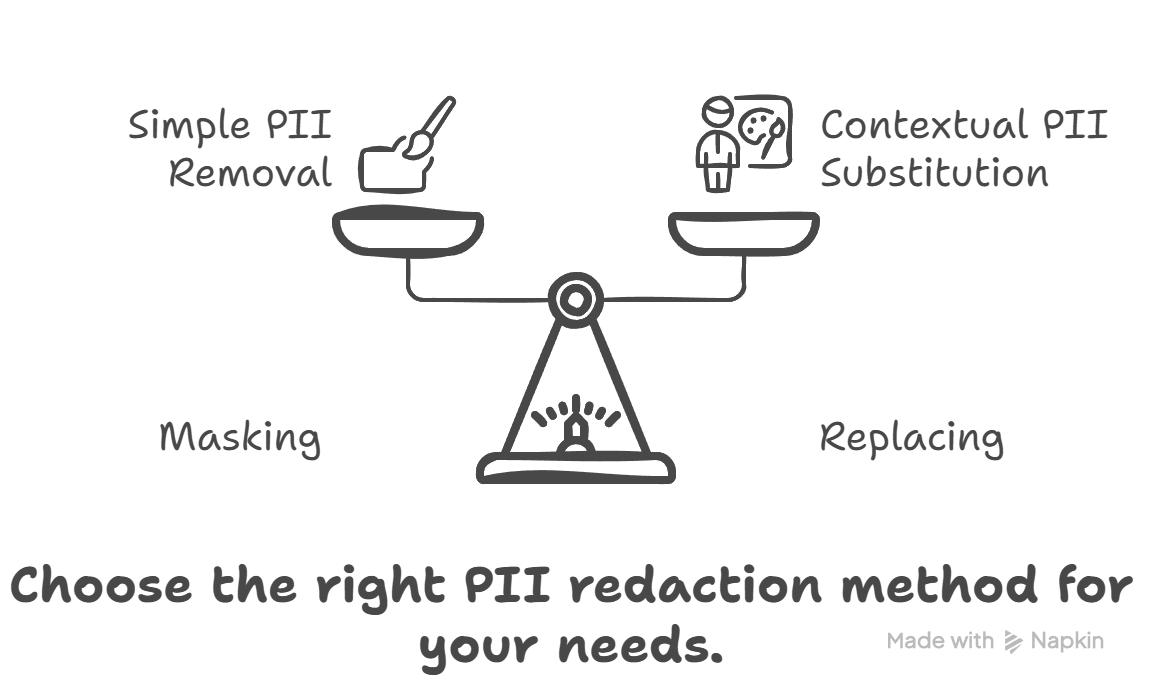 Simple PII
Removal
Contextual PII
Substitution
Masking
Replacing
Choose the right PII redaction method for
your needs.
Made with Napkin